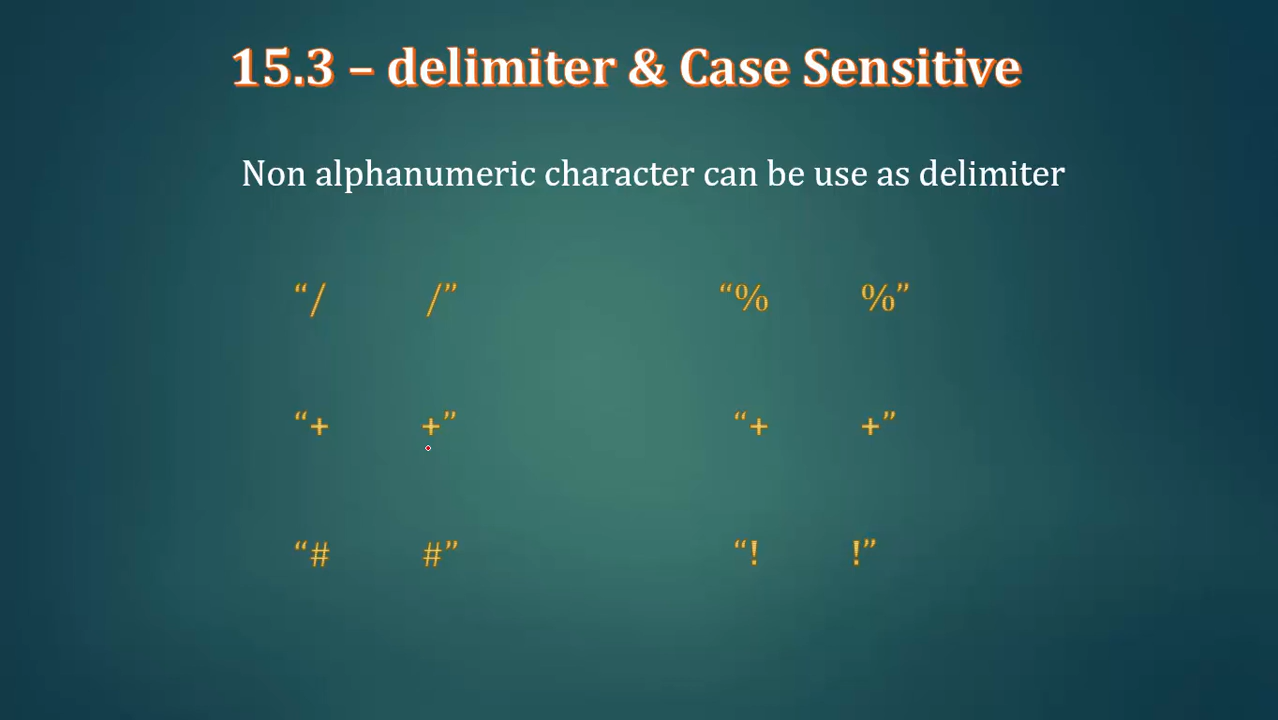 15.3 – delimiter & Case Sensitive
Non alphanumeric character can be use as delimiter
“/ /” “% %”
“+ +” “+ +”
“# #” “! !”